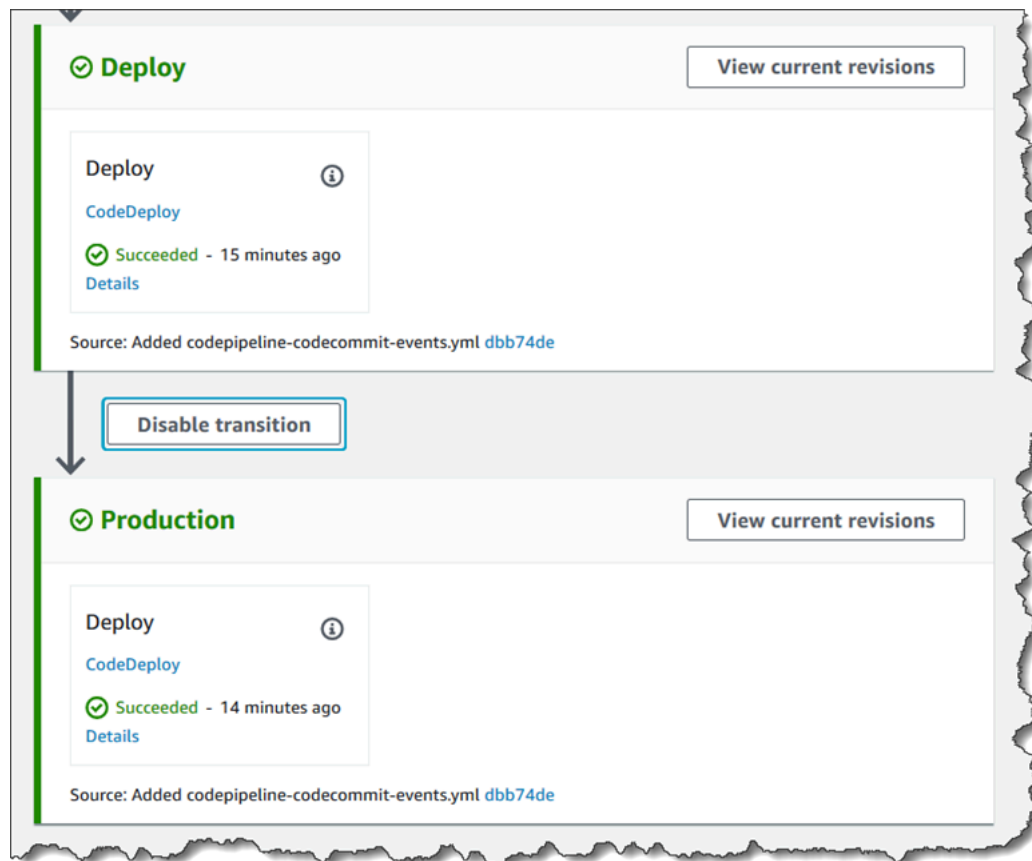 Deploy
View current revisions
Deploy
CodeDeploy
Succeeded - 15 minutes ago
Details
Source: Added codepipeline-codecommit-events.yml dbb74de
Disable transition
Production
View current revisions
Deploy
CodeDeploy
Succeeded - 14 minutes ago
Details
Source: Added codepipeline-codecommit-events.yml dbb74de